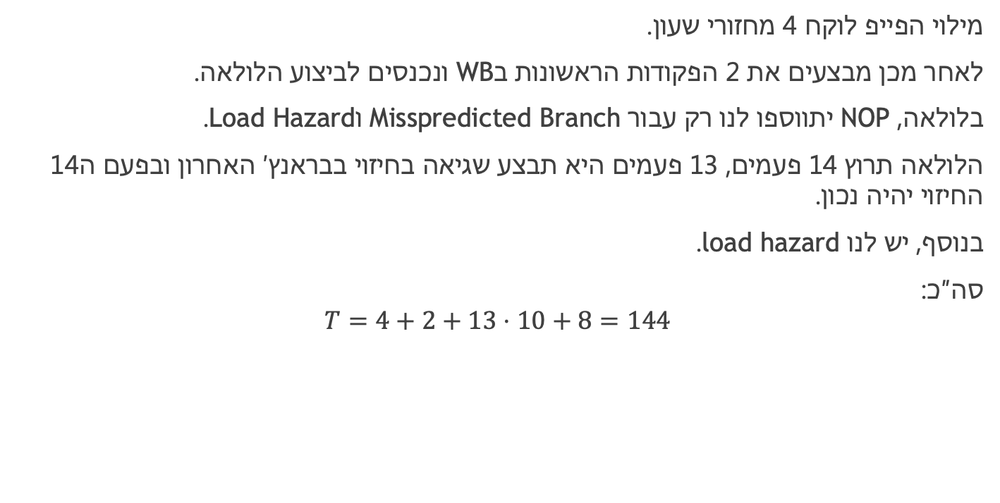 מילוי הפייפ לוקח 4 מחזורי שעון.
לאחר מכן מבצעים את 2 הפקודות הראשונות בWB ונכנסים לביצוע הלולאה.
בלולאה, NOP יתווספו לנו רק עבור Misspredicted Branch וLoad Hazard.
הלולאה תרוץ 14 פעמים, 13 פעמים היא תבצע שגיאה בחיזוי בבראנץ' האחרון ובפעם ה14
החיזוי יהיה נכון.
בנוסף, יש לנו load hazard.
סה"כ:
T = 4 + 2 + 13 · 10 + 8 = 144